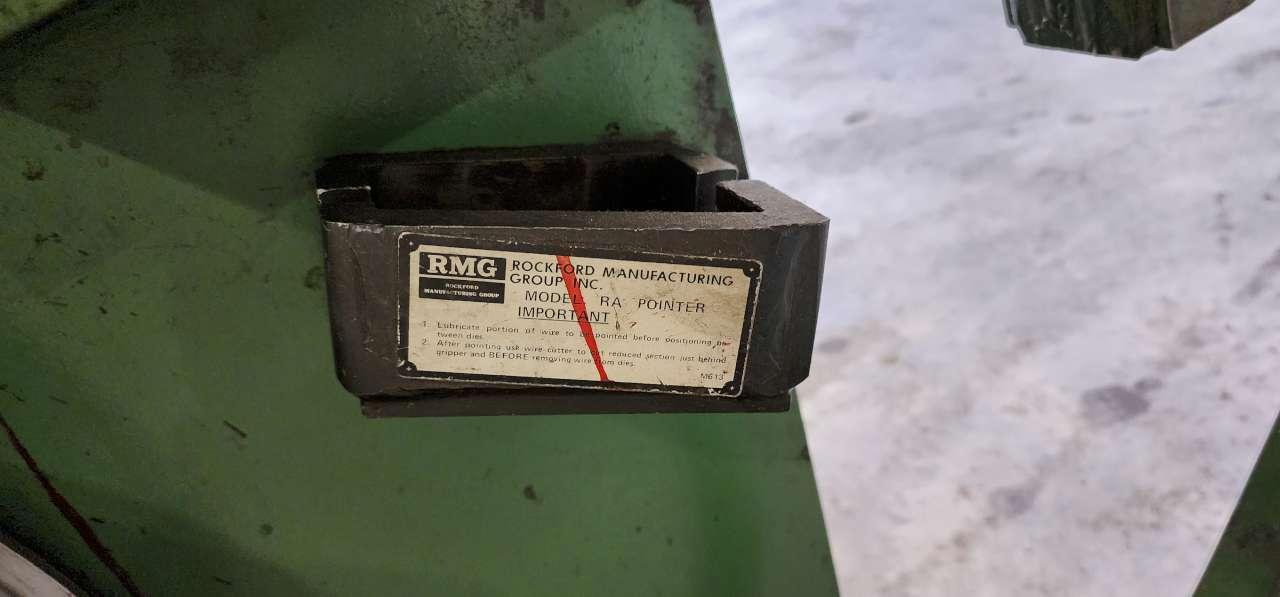 RMG
ROCKFORD
MANUFACTURING GROUP
ROCKFORD MANUFACTURING
GROUP INC.
MODEL RA POINTER
IMPORTANT
1. Lubricate portion of wire to be pointed before positioning be-
tween dies.
2. After pointing use wire cutter to cut reduced section just behind
gripper and BEFORE removing wire from dies.
M613